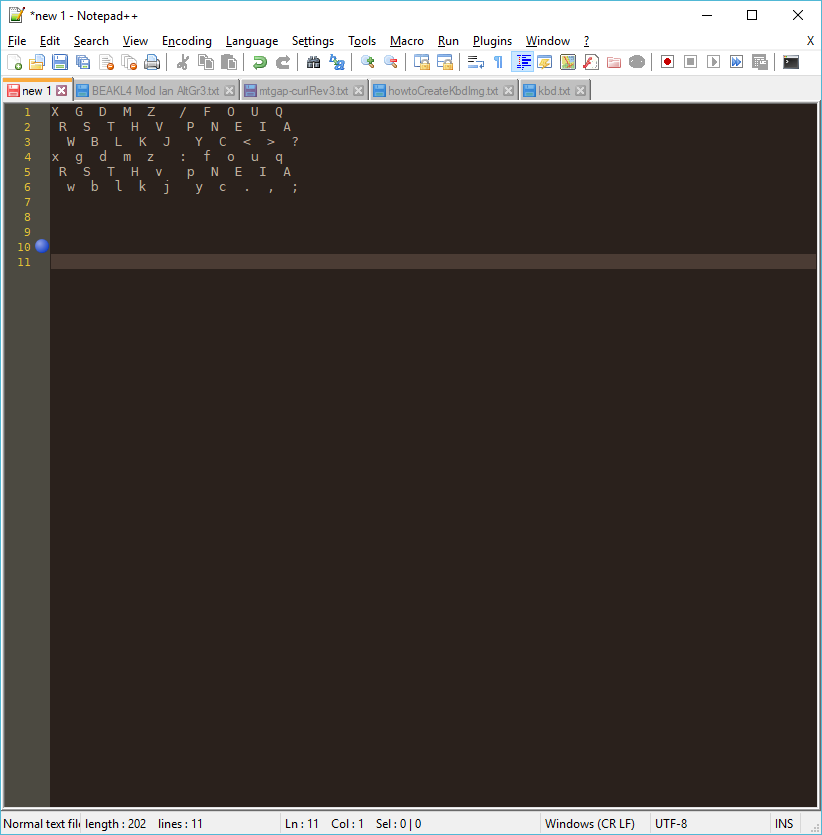 *new 1 - Notepad++
File Edit Search View Encoding Language Settings Tools Macro Run Plugins Window ? X
new 1 BEAKL4 Mod Ian AltGr3.txt mtgap-curlRev3.txt howtoCreateKbdImg.txt kbd.txt
1 X G D M Z / F O U Q
2 R S T H V P N E I A
3 W B L K J Y C < > ?
4 x g d m z : f o u q
5 R S T H v p N E I A
6 w b l k j y c . , ;
7
8
9
10
11
Normal text file length : 202 lines : 11 Ln : 11 Col : 1 Sel : 0 | 0 Windows (CR LF) UTF-8 INS